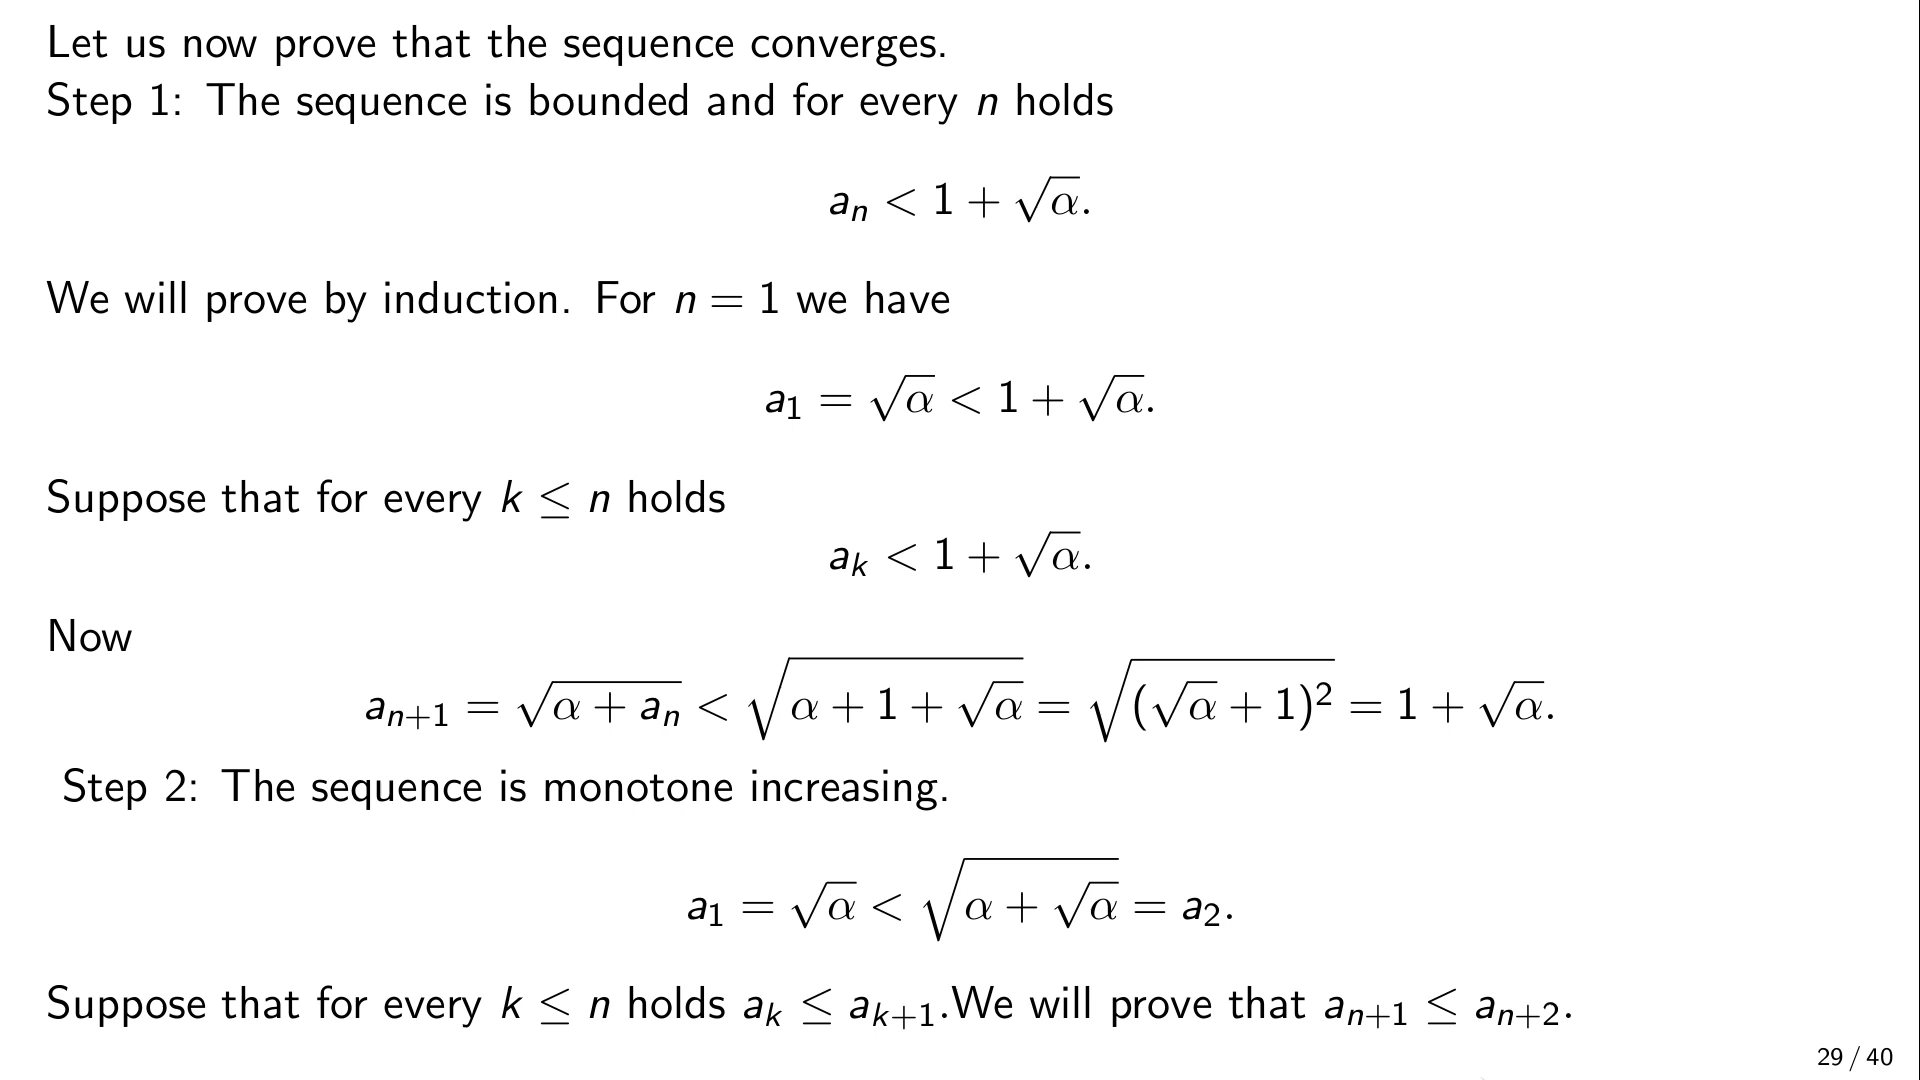 Let us now prove that the sequence converges.
Step 1: The sequence is bounded and for every n holds
a_n < 1 + √α.
We will prove by induction. For n = 1 we have
a_1 = √α < 1 + √α.
Suppose that for every k ≤ n holds
a_k < 1 + √α.
Now
a_{n+1} = √(α + a_n) < √(α + 1 + √α) = √((√α + 1)²) = 1 + √α.
Step 2: The sequence is monotone increasing.
a_1 = √α < √(α + √α) = a_2.
Suppose that for every k ≤ n holds a_k ≤ a_{k+1}.We will prove that a_{n+1} ≤ a_{n+2}.
29 / 40